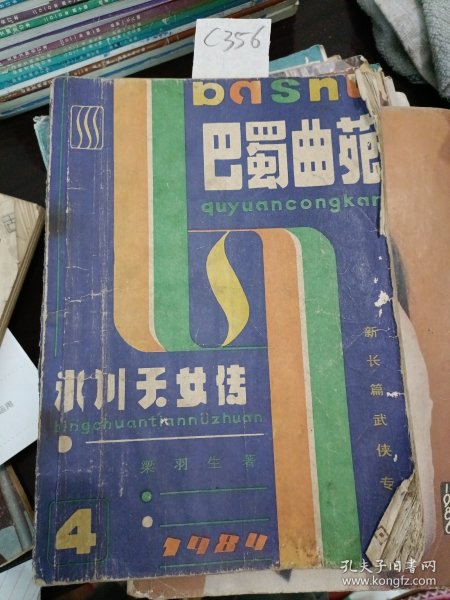 C356
bashu
巴蜀曲苑
quyuancongkan
新长篇武侠专
冰川天女传
bingchuantiannüzhuan
梁羽生著
4
1984
孔夫子旧书网
www.kongfz.com